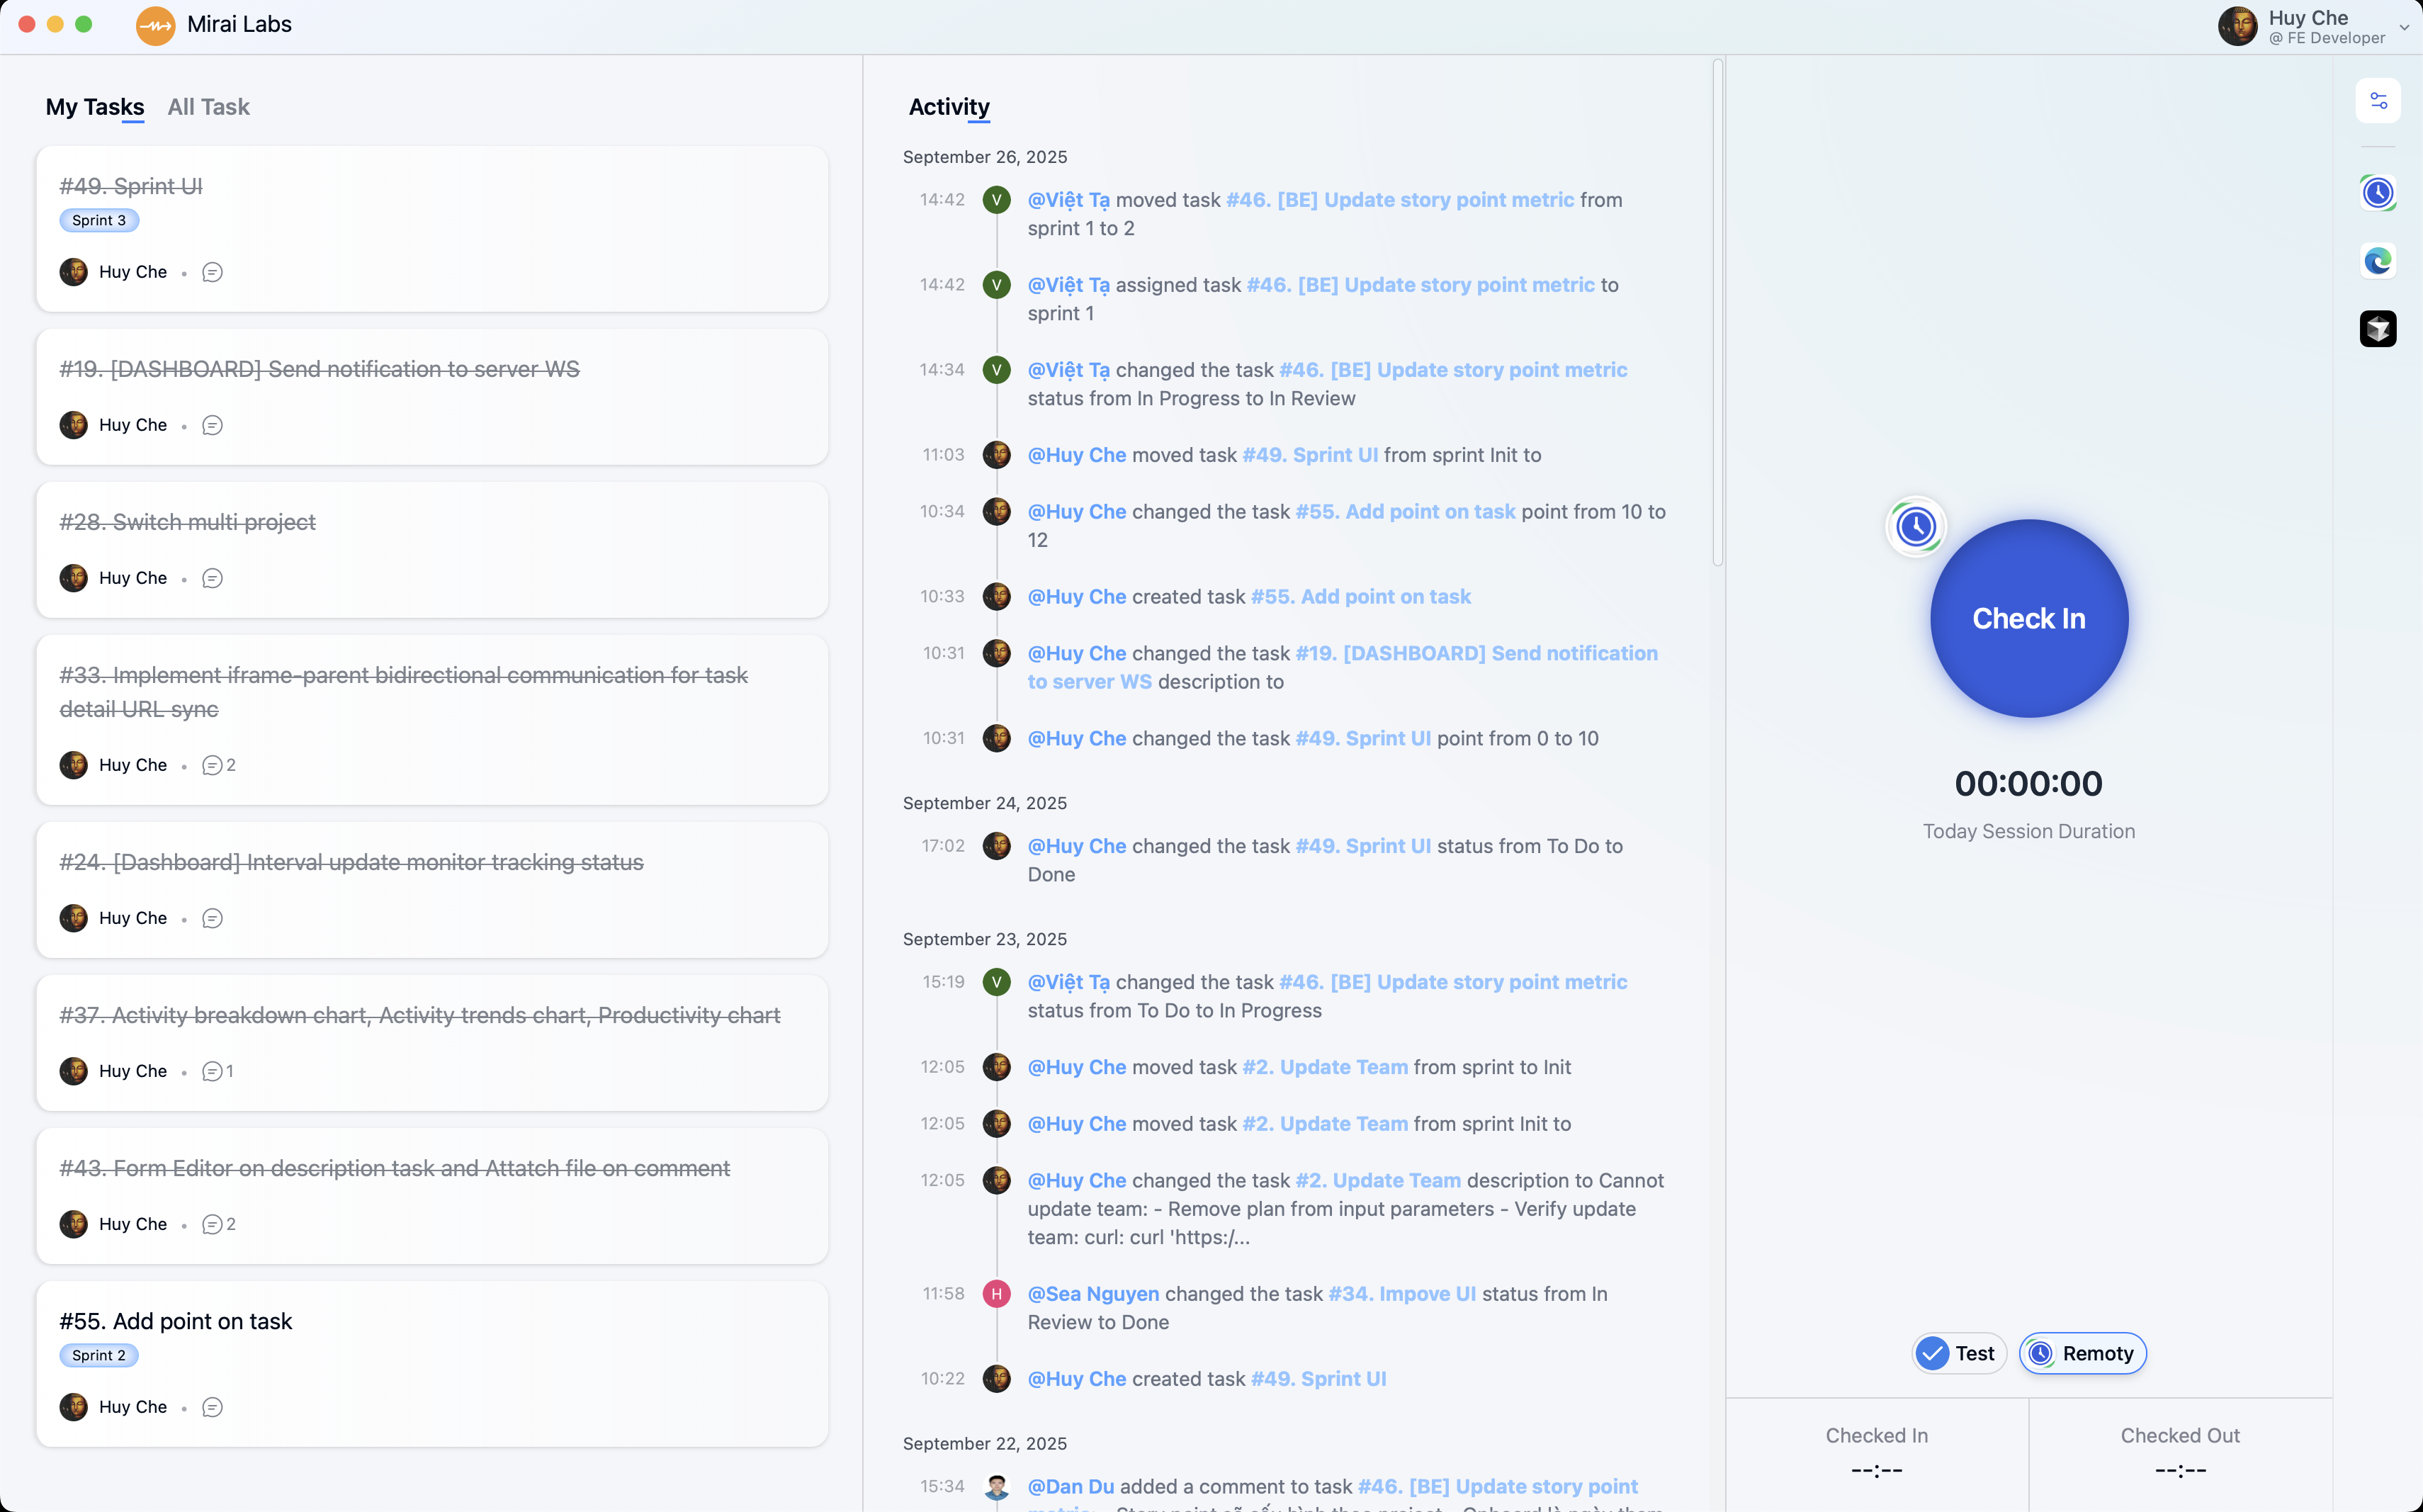 Mirai Labs
Huy Che
@ FE Developer
My Tasks
All Task
#49. Sprint UI
Sprint 3
Huy Che
#19. [DASHBOARD] Send notification to server WS
Huy Che
#28. Switch multi project
Huy Che
#33. Implement iframe-parent bidirectional communication for task
detail URL sync
Huy Che
2
#24. [Dashboard] Interval update monitor tracking status
Huy Che
#37. Activity breakdown chart, Activity trends chart, Productivity chart
Huy Che
1
#43. Form Editor on description task and Attatch file on comment
Huy Che
2
#55. Add point on task
Sprint 2
Huy Che
Activity
September 26, 2025
14:42 V @Việt Tạ moved task #46. [BE] Update story point metric from
sprint 1 to 2
14:42 V @Việt Tạ assigned task #46. [BE] Update story point metric to
sprint 1
14:34 V @Việt Tạ changed the task #46. [BE] Update story point metric
status from In Progress to In Review
11:03 @Huy Che moved task #49. Sprint UI from sprint Init to
10:34 @Huy Che changed the task #55. Add point on task point from 10 to
12
10:33 @Huy Che created task #55. Add point on task
10:31 @Huy Che changed the task #19. [DASHBOARD] Send notification
to server WS description to
10:31 @Huy Che changed the task #49. Sprint UI point from 0 to 10
September 24, 2025
17:02 @Huy Che changed the task #49. Sprint UI status from To Do to
Done
September 23, 2025
15:19 V @Việt Tạ changed the task #46. [BE] Update story point metric
status from To Do to In Progress
12:05 @Huy Che moved task #2. Update Team from sprint to Init
12:05 @Huy Che moved task #2. Update Team from sprint Init to
12:05 @Huy Che changed the task #2. Update Team description to Cannot
update team: - Remove plan from input parameters - Verify update
team: curl: curl 'https:/...
11:58 H @Sea Nguyen changed the task #34. Impove UI status from In
Review to Done
10:22 @Huy Che created task #49. Sprint UI
September 22, 2025
15:34 @Dan Du added a comment to task #46. [BE] Update story point
Check In
00:00:00
Today Session Duration
Test
Remoty
Checked In
--:--
Checked Out
--:--